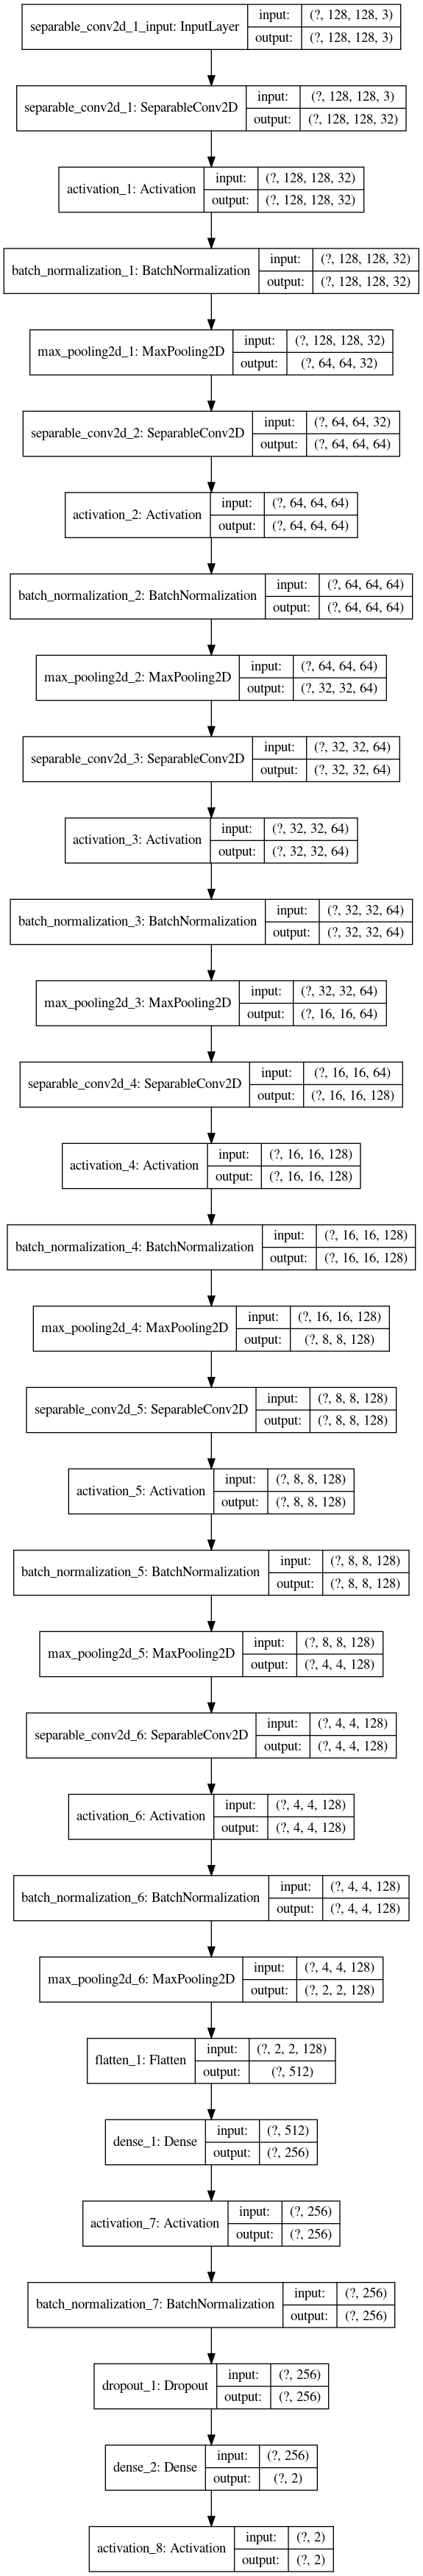 separable_conv2d_1_input: InputLayer
input: (?, 128, 128, 3)
output: (?, 128, 128, 3)
separable_conv2d_1: SeparableConv2D
input: (?, 128, 128, 3)
output: (?, 128, 128, 32)
activation_1: Activation
input: (?, 128, 128, 32)
output: (?, 128, 128, 32)
batch_normalization_1: BatchNormalization
input: (?, 128, 128, 32)
output: (?, 128, 128, 32)
max_pooling2d_1: MaxPooling2D
input: (?, 128, 128, 32)
output: (?, 64, 64, 32)
separable_conv2d_2: SeparableConv2D
input: (?, 64, 64, 32)
output: (?, 64, 64, 64)
activation_2: Activation
input: (?, 64, 64, 64)
output: (?, 64, 64, 64)
batch_normalization_2: BatchNormalization
input: (?, 64, 64, 64)
output: (?, 64, 64, 64)
max_pooling2d_2: MaxPooling2D
input: (?, 64, 64, 64)
output: (?, 32, 32, 64)
separable_conv2d_3: SeparableConv2D
input: (?, 32, 32, 64)
output: (?, 32, 32, 64)
activation_3: Activation
input: (?, 32, 32, 64)
output: (?, 32, 32, 64)
batch_normalization_3: BatchNormalization
input: (?, 32, 32, 64)
output: (?, 32, 32, 64)
max_pooling2d_3: MaxPooling2D
input: (?, 32, 32, 64)
output: (?, 16, 16, 64)
separable_conv2d_4: SeparableConv2D
input: (?, 16, 16, 64)
output: (?, 16, 16, 128)
activation_4: Activation
input: (?, 16, 16, 128)
output: (?, 16, 16, 128)
batch_normalization_4: BatchNormalization
input: (?, 16, 16, 128)
output: (?, 16, 16, 128)
max_pooling2d_4: MaxPooling2D
input: (?, 16, 16, 128)
output: (?, 8, 8, 128)
separable_conv2d_5: SeparableConv2D
input: (?, 8, 8, 128)
output: (?, 8, 8, 128)
activation_5: Activation
input: (?, 8, 8, 128)
output: (?, 8, 8, 128)
batch_normalization_5: BatchNormalization
input: (?, 8, 8, 128)
output: (?, 8, 8, 128)
max_pooling2d_5: MaxPooling2D
input: (?, 8, 8, 128)
output: (?, 4, 4, 128)
separable_conv2d_6: SeparableConv2D
input: (?, 4, 4, 128)
output: (?, 4, 4, 128)
activation_6: Activation
input: (?, 4, 4, 128)
output: (?, 4, 4, 128)
batch_normalization_6: BatchNormalization
input: (?, 4, 4, 128)
output: (?, 4, 4, 128)
max_pooling2d_6: MaxPooling2D
input: (?, 4, 4, 128)
output: (?, 2, 2, 128)
flatten_1: Flatten
input: (?, 2, 2, 128)
output: (?, 512)
dense_1: Dense
input: (?, 512)
output: (?, 256)
activation_7: Activation
input: (?, 256)
output: (?, 256)
batch_normalization_7: BatchNormalization
input: (?, 256)
output: (?, 256)
dropout_1: Dropout
input: (?, 256)
output: (?, 256)
dense_2: Dense
input: (?, 256)
output: (?, 2)
activation_8: Activation
input: (?, 2)
output: (?, 2)